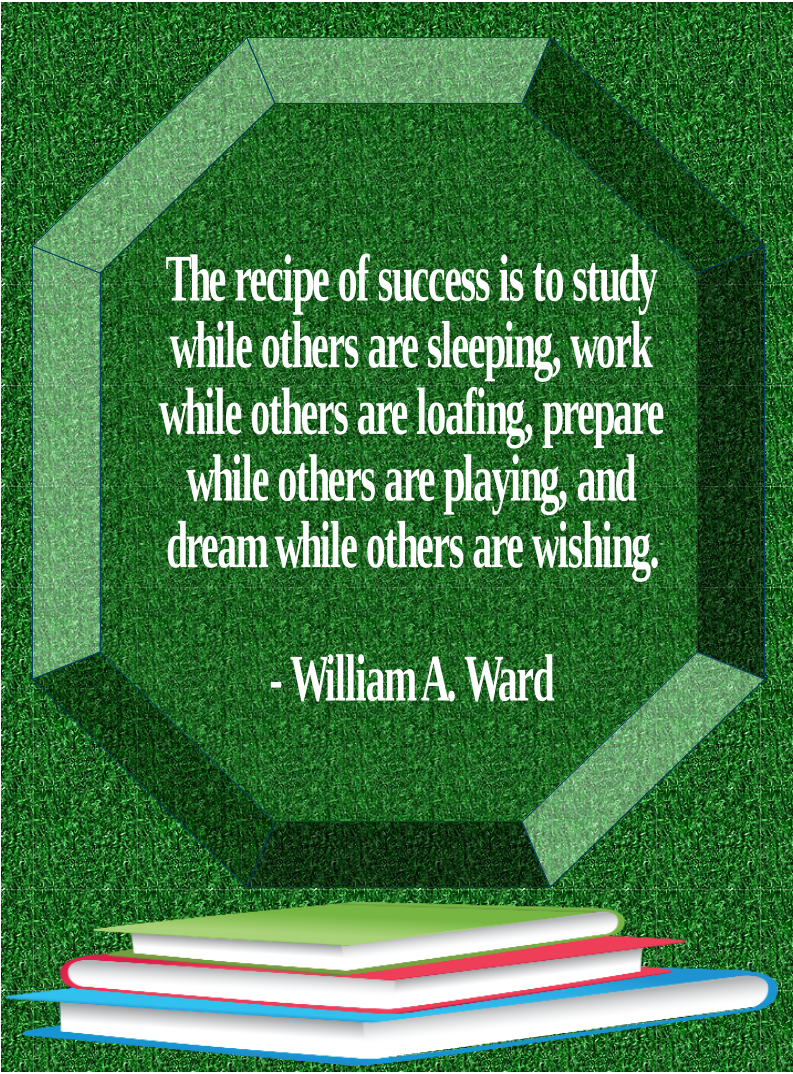 The recipe of success is to study
while others are sleeping, work
while others are loafing, prepare
while others are playing, and
dream while others are wishing.
- William A. Ward